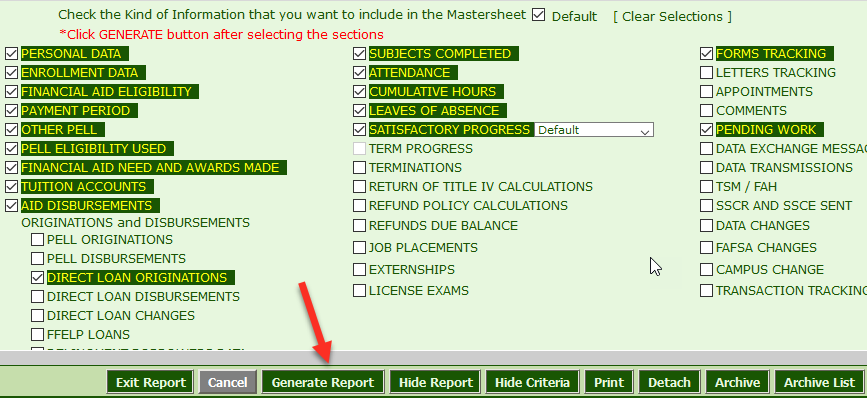 Check the Kind of Information that you want to include in the Mastersheet Default [ Clear Selections ]
*Click GENERATE button after selecting the sections
PERSONAL DATA
ENROLLMENT DATA
FINANCIAL AID ELIGIBILITY
PAYMENT PERIOD
OTHER PELL
PELL ELIGIBILITY USED
FINANCIAL AID NEED AND AWARDS MADE
TUITION ACCOUNTS
AID DISBURSEMENTS
ORIGINATIONS and DISBURSEMENTS
PELL ORIGINATIONS
PELL DISBURSEMENTS
DIRECT LOAN ORIGINATIONS
DIRECT LOAN DISBURSEMENTS
DIRECT LOAN CHANGES
FFELP LOANS
SUBJECTS COMPLETED
ATTENDANCE
CUMULATIVE HOURS
LEAVES OF ABSENCE
SATISFACTORY PROGRESS Default
TERM PROGRESS
TERMINATIONS
RETURN OF TITLE IV CALCULATIONS
REFUND POLICY CALCULATIONS
REFUNDS DUE BALANCE
JOB PLACEMENTS
EXTERNSHIPS
LICENSE EXAMS
FORMS TRACKING
LETTERS TRACKING
APPOINTMENTS
COMMENTS
PENDING WORK
DATA EXCHANGE MESSAG
DATA TRANSMISSIONS
TSM / FAH
SSCR AND SSCE SENT
DATA CHANGES
FAFSA CHANGES
CAMPUS CHANGE
TRANSACTION TRACKING
Exit Report Cancel Generate Report Hide Report Hide Criteria Print Detach Archive Archive List